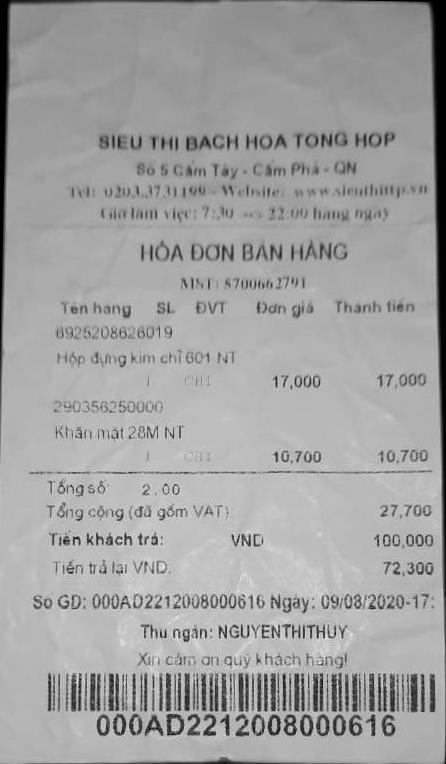 SIEU THI BACH HOA TONG HOP
Số 5 Cẩm Tây - Cẩm Phả - QN
Tel: 0203.3731199 - Website: www.sieuthittp.vn
Giờ làm việc: 7:30 --> 22:00 hàng ngày
HÓA ĐƠN BÁN HÀNG
MST: 5700662791
Tên hàng SL ĐVT Đơn giá Thành tiền
6925208626019
Hộp đựng kim chỉ 601 NT
1 CHI 17,000 17,000
290356250000
Khăn mặt 28M NT
1 CHI 10,700 10,700
Tổng số: 2.00
Tổng cộng (đã gồm VAT) 27,700
Tiền khách trả: VND 100,000
Tiền trả lại VND. 72,300
Số GD: 000AD2212008000616 Ngày: 09/08/2020-17:
Thu ngân: NGUYENTHITHUY
Xin cảm ơn quý khách hàng!
000AD2212008000616